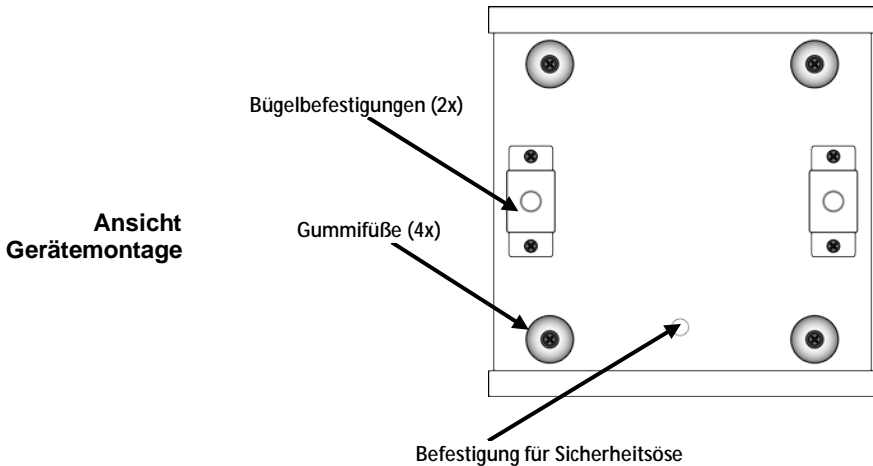 Bügelbefestigungen (2x)
Ansicht
Gerätemontage
Gummifüße (4x)
Befestigung für Sicherheitsöse